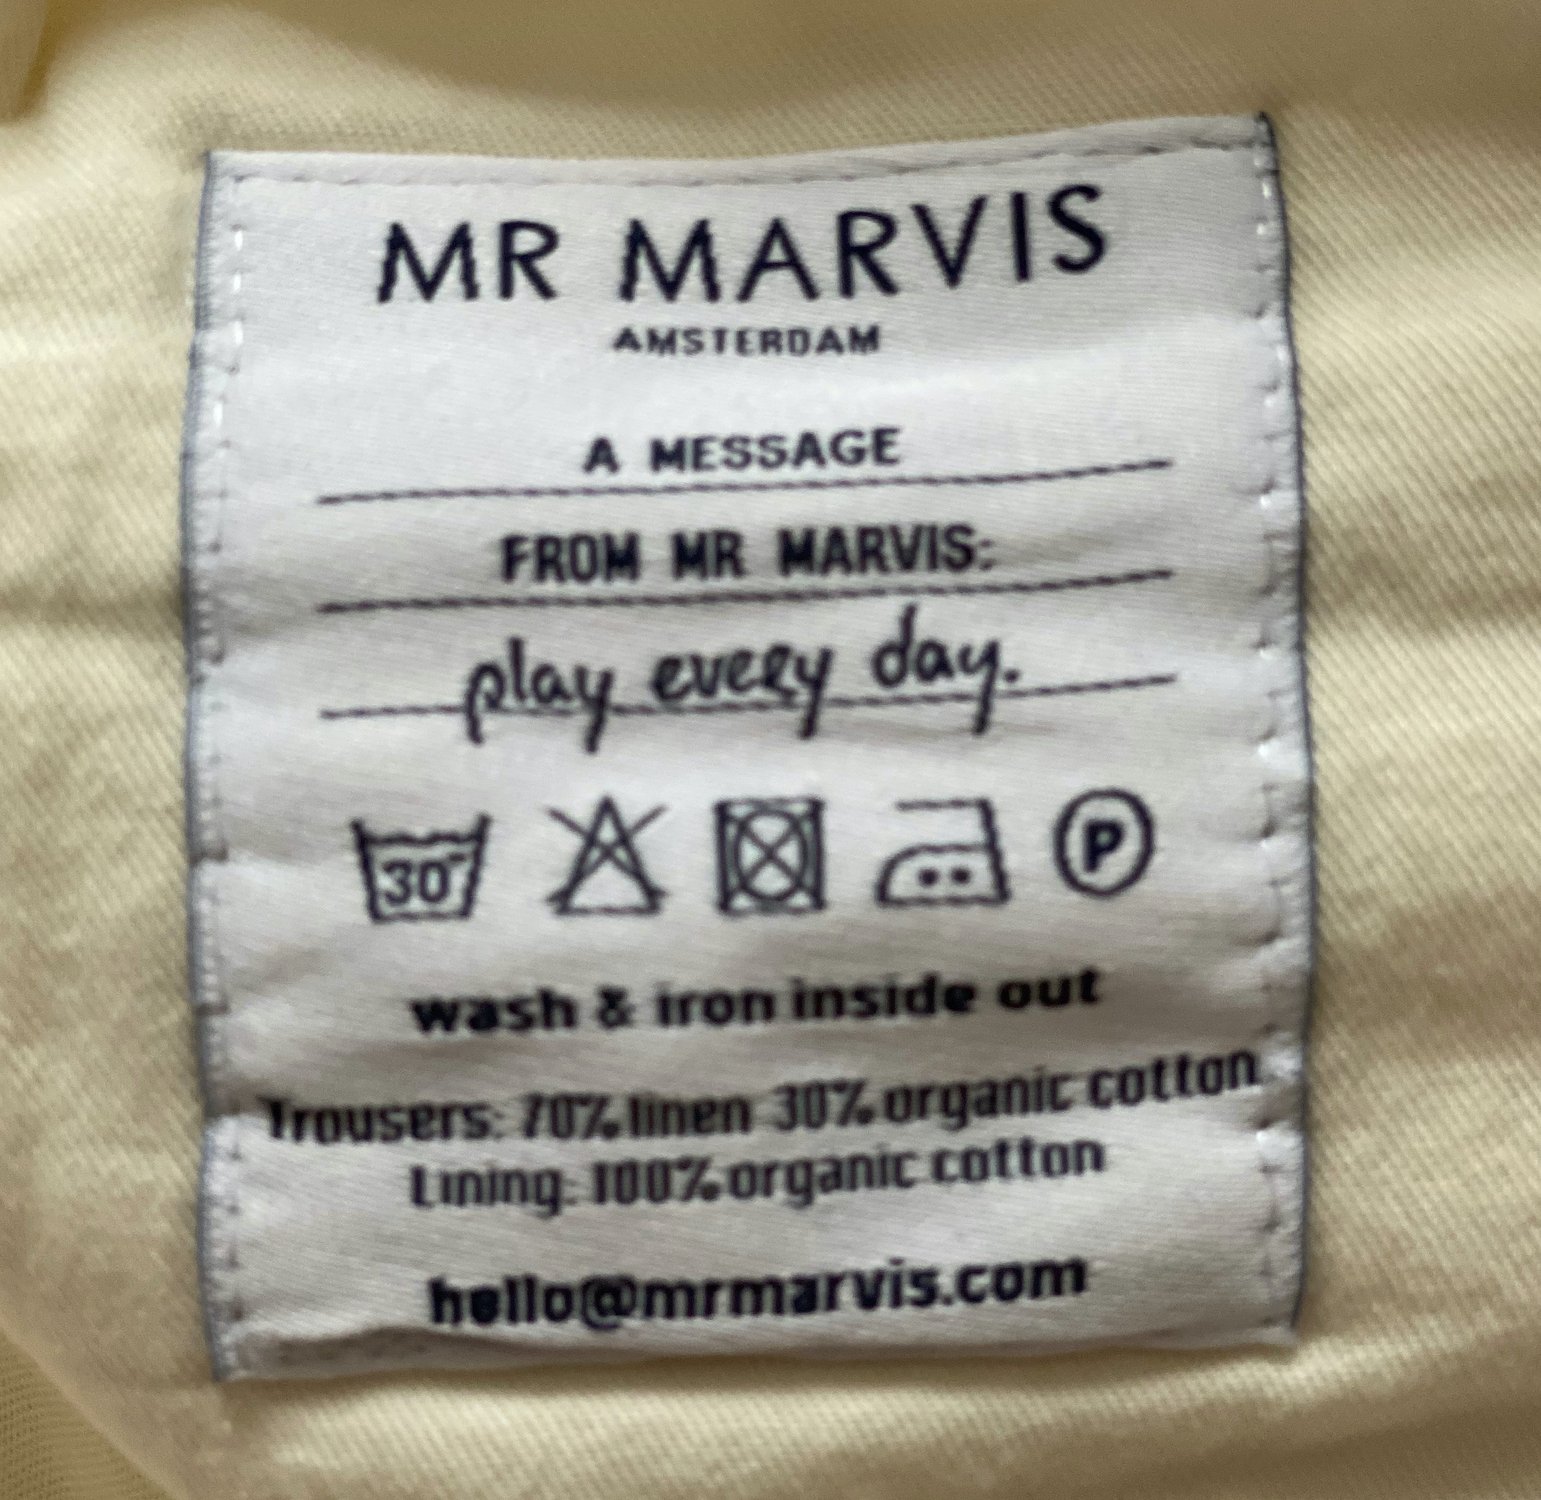 MR MARVIS
AMSTERDAM
A MESSAGE
FROM MR MARVIS:
play every day.
30° P
wash & iron inside out
Trousers: 70% linen 30% organic cotton
Lining: 100% organic cotton
hello@mrmarvis.com